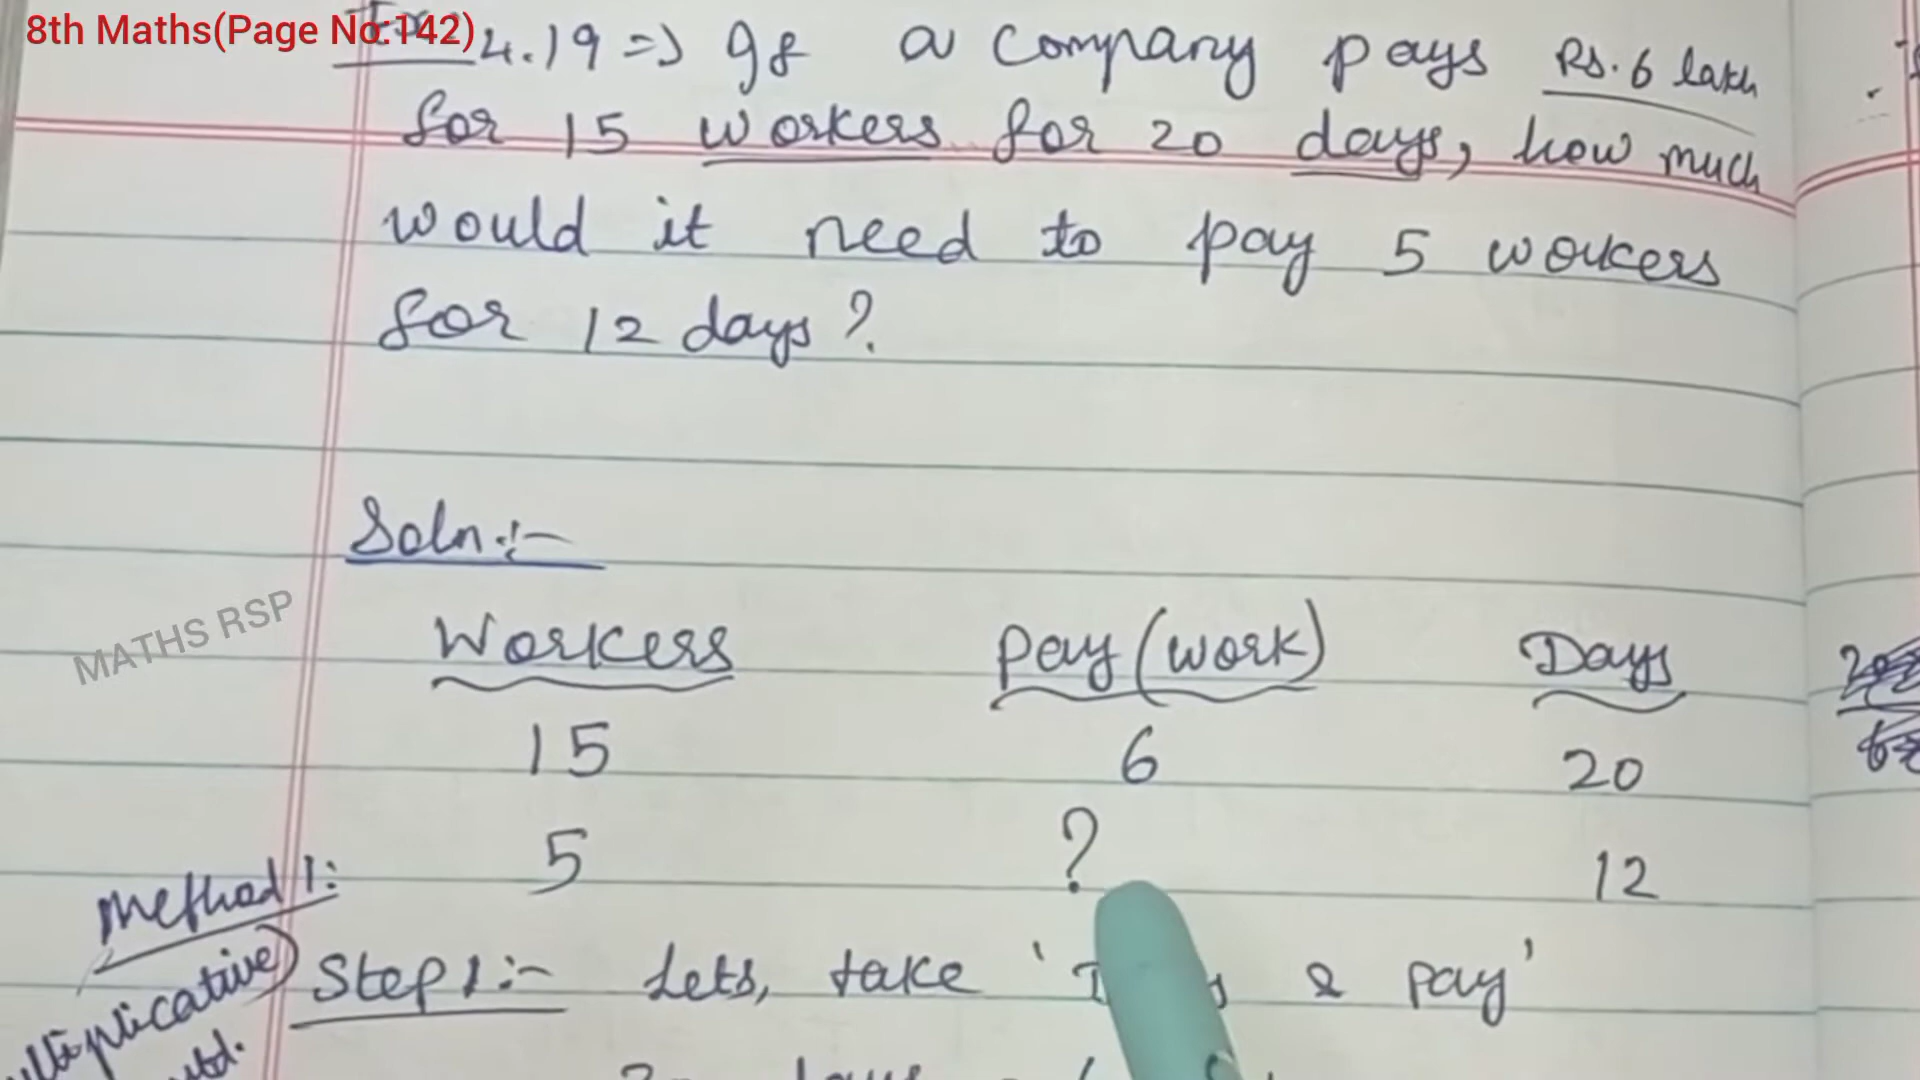 8th Maths(Page No:142)
4.19 => If a company pays Rs. 6 lakh
for 15 workers for 20 days, how much
would it need to pay 5 workers
for 12 days?
Soln:-
MATHS RSP
Workers Pay (work) Days
15 6 20
5 ? 12
Method 1:
Step 1:- Lets, take ' & pay'